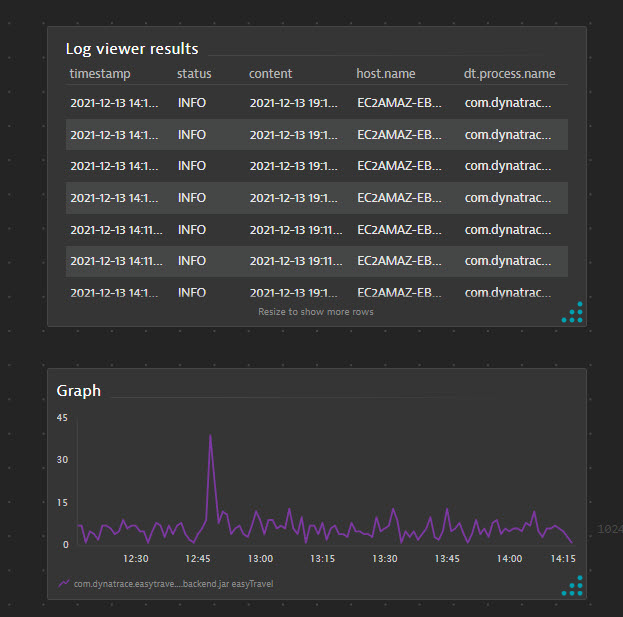 Log viewer results
timestamp status content host.name dt.process.name
2021-12-13 14:1... INFO 2021-12-13 19:1... EC2AMAZ-EB... com.dynatrac...
2021-12-13 14:1... INFO 2021-12-13 19:1... EC2AMAZ-EB... com.dynatrac...
2021-12-13 14:1... INFO 2021-12-13 19:1... EC2AMAZ-EB... com.dynatrac...
2021-12-13 14:1... INFO 2021-12-13 19:1... EC2AMAZ-EB... com.dynatrac...
2021-12-13 14:11... INFO 2021-12-13 19:11... EC2AMAZ-EB... com.dynatrac...
2021-12-13 14:11... INFO 2021-12-13 19:11... EC2AMAZ-EB... com.dynatrac...
2021-12-13 14:1... INFO 2021-12-13 19:1... EC2AMAZ-EB... com.dynatrac...
Resize to show more rows
Graph
45
30
15
0
12:30 12:45 13:00 13:15 13:30 13:45 14:00 14:15
1024
com.dynatrace.easytrave....backend.jar easyTravel